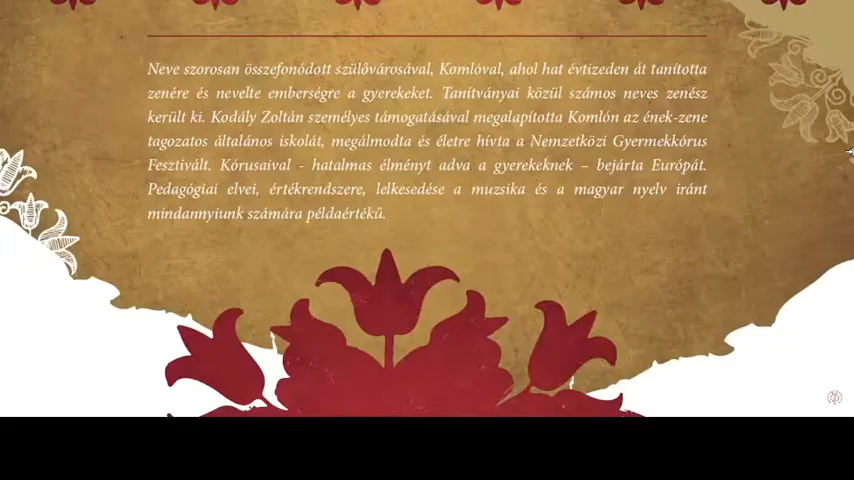 Neve szorosan összefonódott szülővárosával, Komlóval, ahol hat évtizeden át tanította
zenére és nevelte emberségre a gyerekeket. Tanítványai közül számos neves zenész
került ki. Kodály Zoltán személyes támogatásával megalapította Komlón az ének-zene
tagozatos általános iskolát, megálmodta és életre hívta a Nemzetközi Gyermekkórus
Fesztivált. Kórusaival - hatalmas élményt adva a gyerekeknek – bejárta Európát.
Pedagógiai elvei, értékrendszere, lelkesedése a muzsika és a magyar nyelv iránt
mindannyiunk számára példaértékű.